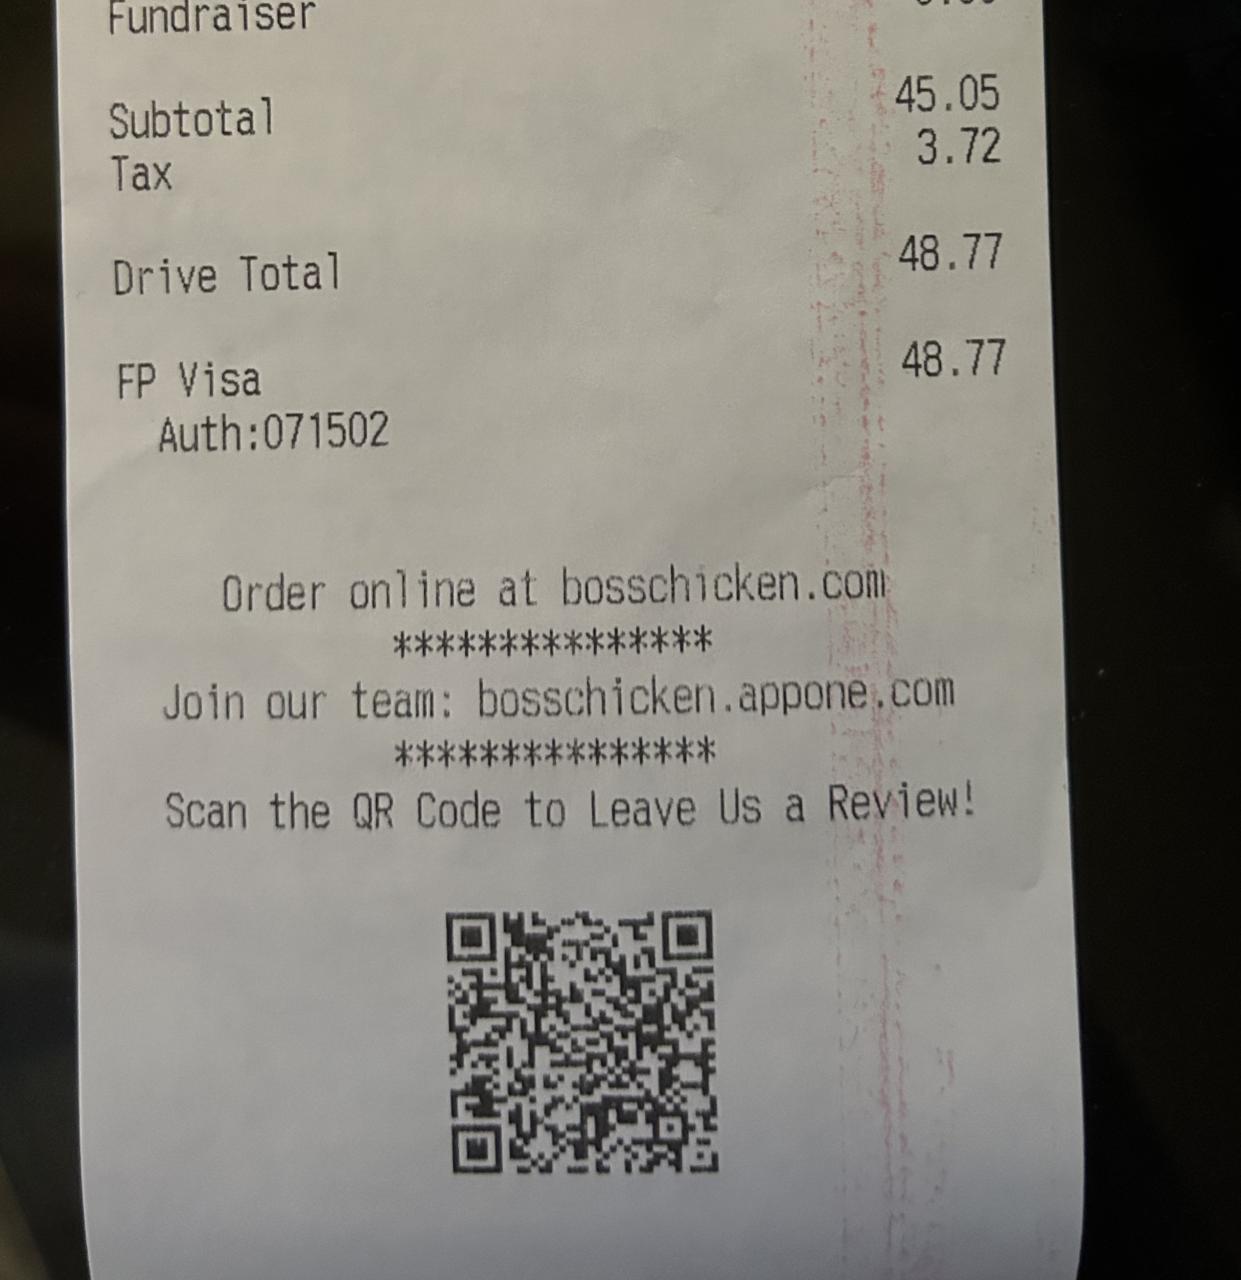 Fundraiser
Subtotal 45.05
Tax 3.72
Drive Total 48.77
FP Visa 48.77
Auth:071502
Order online at bosschicken.com
***************
Join our team: bosschicken.appone.com
***************
Scan the QR Code to Leave Us a Review!